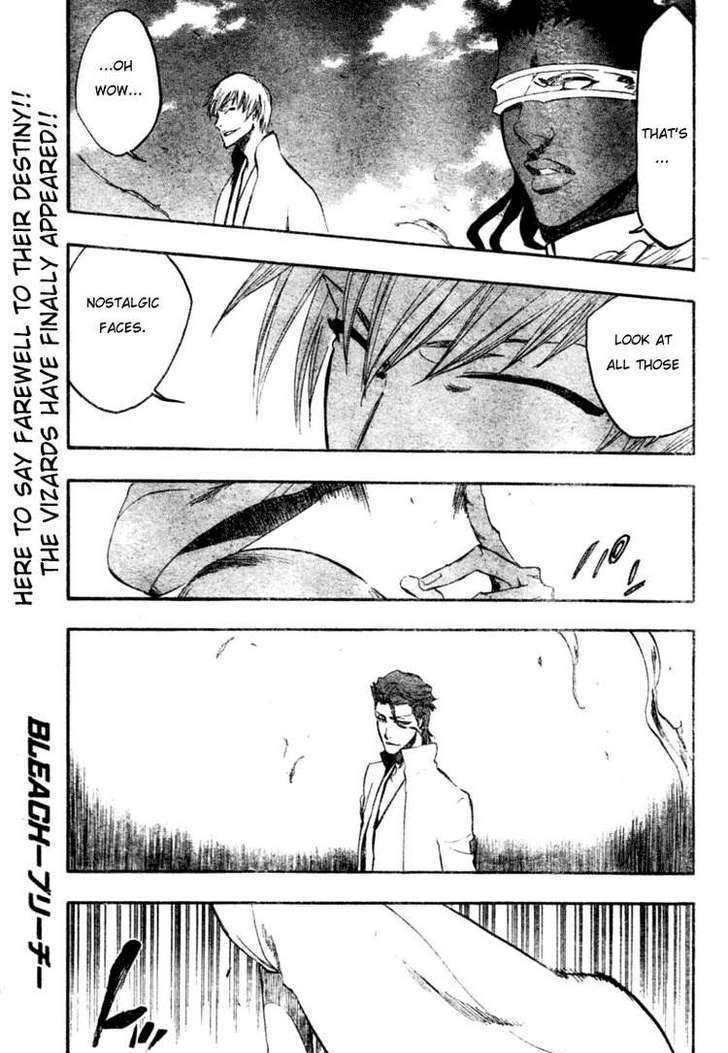 THAT'S
...
...OH
WOW...
LOOK AT
ALL THOSE
NOSTALGIC
FACES.
HERE TO SAY FAREWELL TO THEIR DESTINY!!
THE VIZARDS HAVE FINALLY APPEARED!!
BLEACH—ブリーチ—